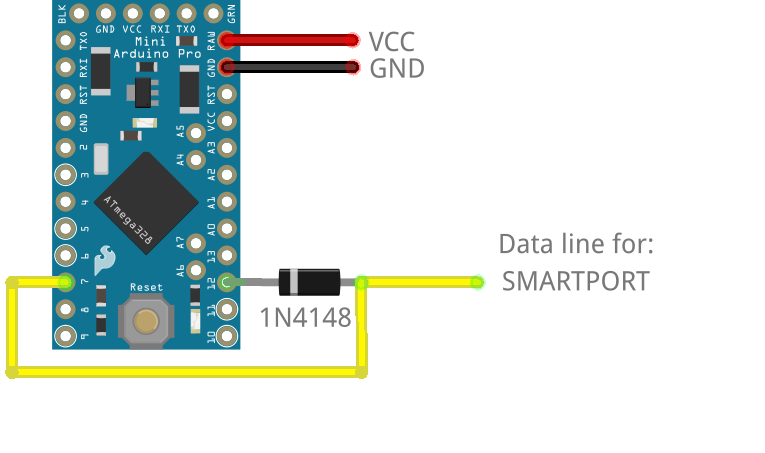 BLK
GND VCC RXI TXO
GRN
Mini
Arduino Pro
TXO
RXI
RST
GND
2
3
4
5
6
7
8
9
RAW
GND
RST
VCC
A3
A2
A1
A0
13
12
11
10
A5
A4
A7
A6
ATmega328
Reset
VCC
GND
1N4148
Data line for:
SMARTPORT